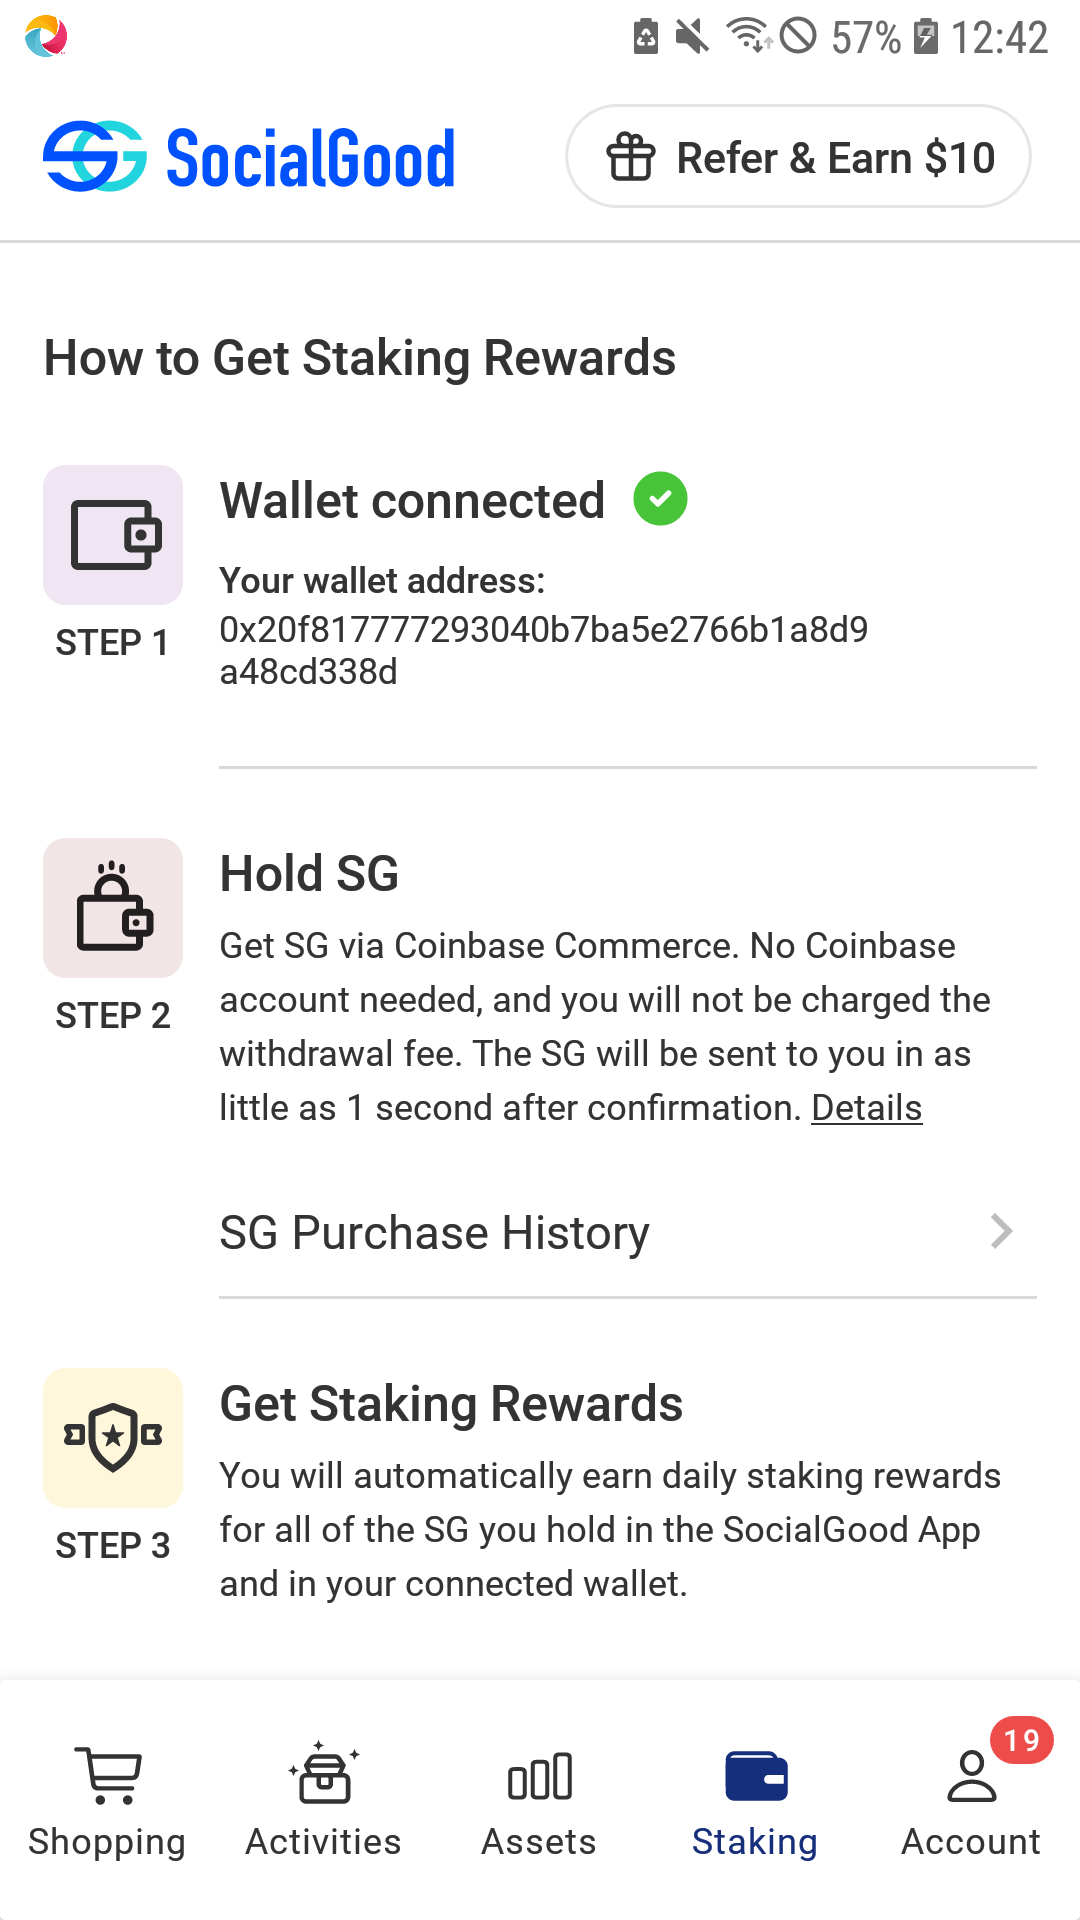 57% 12:42
SocialGood
Refer & Earn $10
How to Get Staking Rewards
Wallet connected
Your wallet address:
0x20f817777293040b7ba5e2766b1a8d9
a48cd338d
STEP 1
Hold SG
Get SG via Coinbase Commerce. No Coinbase
account needed, and you will not be charged the
withdrawal fee. The SG will be sent to you in as
little as 1 second after confirmation. Details
STEP 2
SG Purchase History
Get Staking Rewards
You will automatically earn daily staking rewards
for all of the SG you hold in the SocialGood App
and in your connected wallet.
STEP 3
19
Shopping
Activities
Assets
Staking
Account